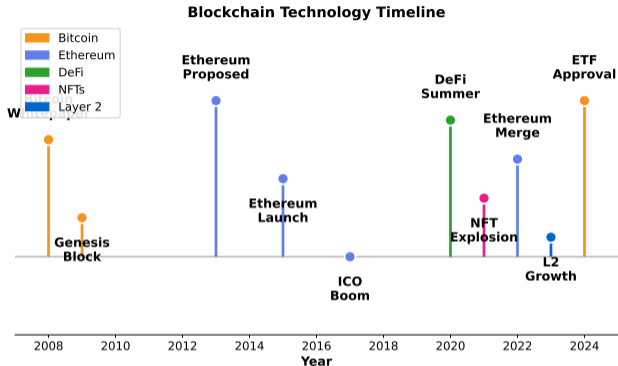 Blockchain Technology Timeline
Bitcoin
Ethereum
DeFi
NFTs
Layer 2
Ethereum
Proposed
ETF
Approval
DeFi
Summer
Ethereum
Merge
Ethereum
Launch
NFT
Explosion
Genesis
Block
L2
Growth
ICO
Boom
2008
2010
2012
2014
2016
2018
2020
2022
2024
Year